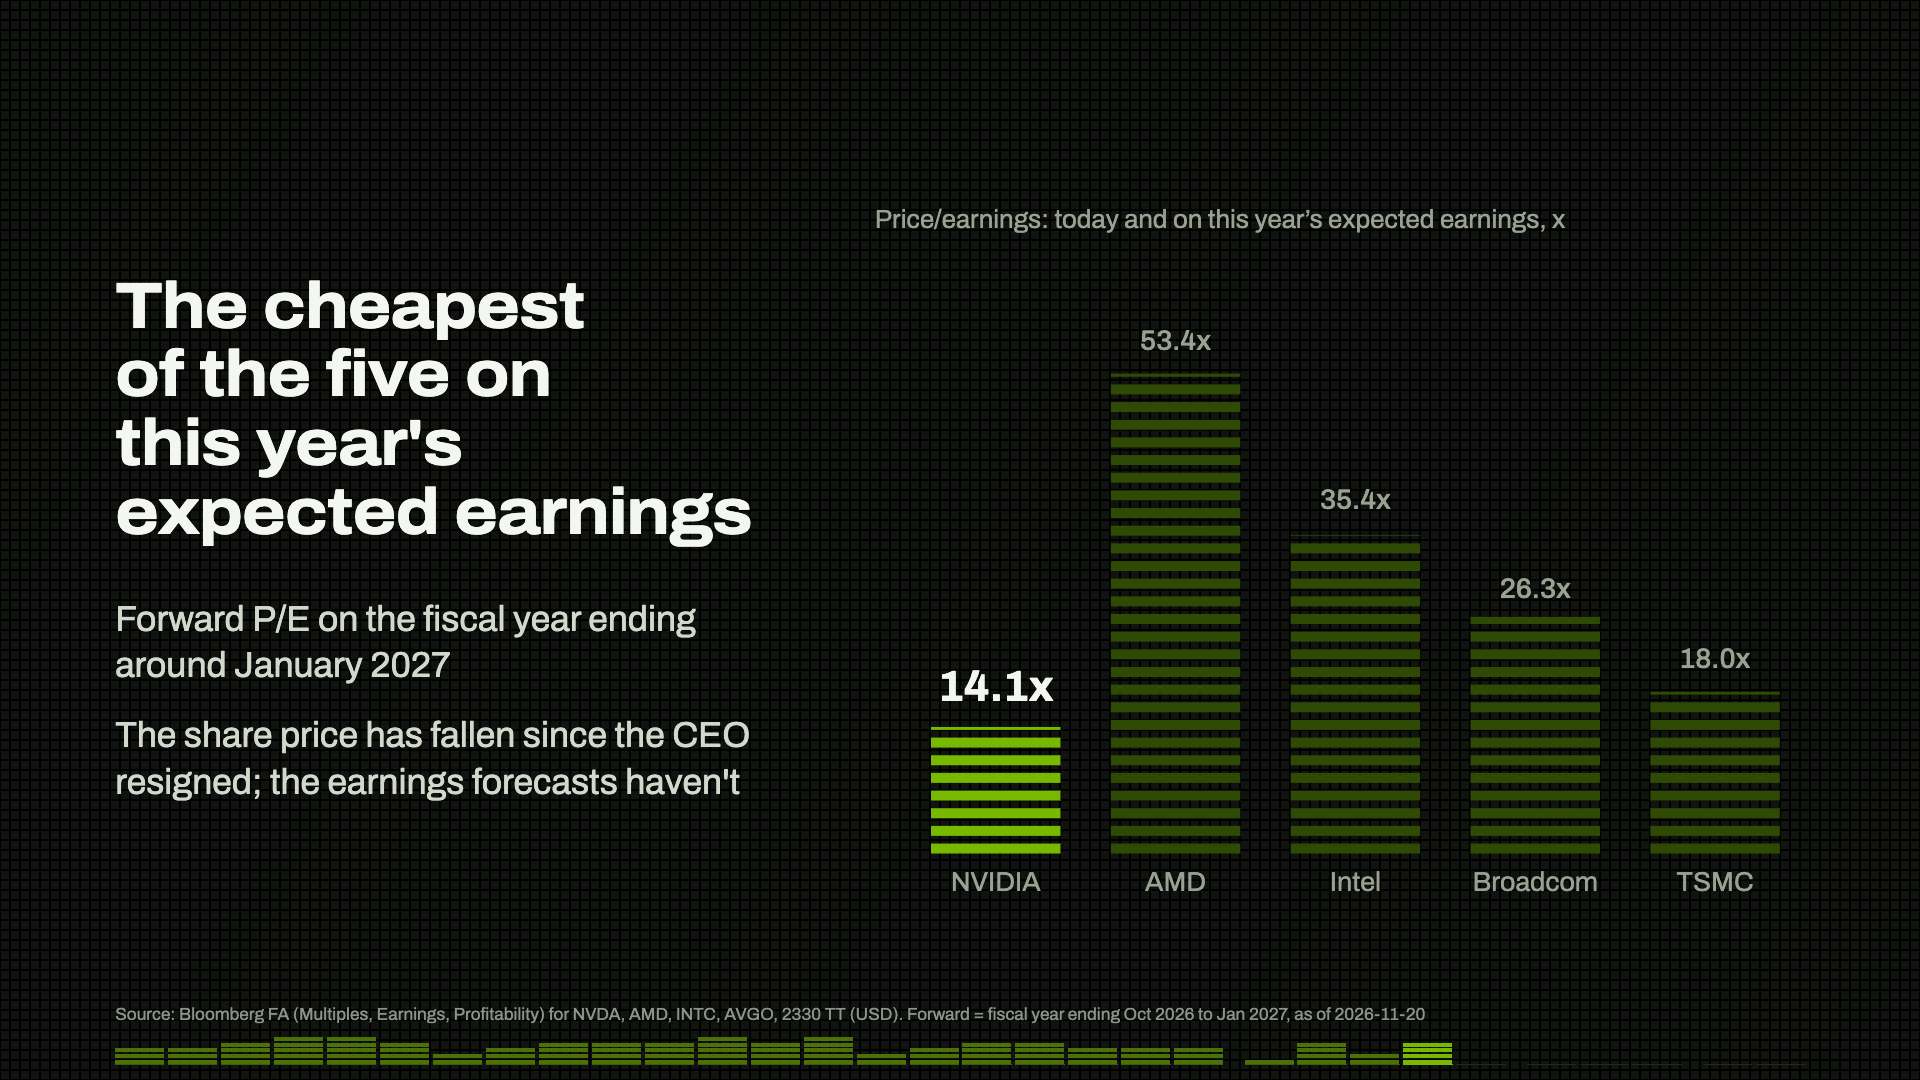 Price/earnings: today and on this year’s expected earnings, x
The cheapest
of the five on
this year's
expected earnings
Forward P/E on the fiscal year ending
around January 2027
The share price has fallen since the CEO
resigned; the earnings forecasts haven't
14.1x
53.4x
35.4x
26.3x
18.0x
NVIDIA
AMD
Intel
Broadcom
TSMC
Source: Bloomberg FA (Multiples, Earnings, Profitability) for NVDA, AMD, INTC, AVGO, 2330 TT (USD). Forward = fiscal year ending Oct 2026 to Jan 2027, as of 2026-11-20